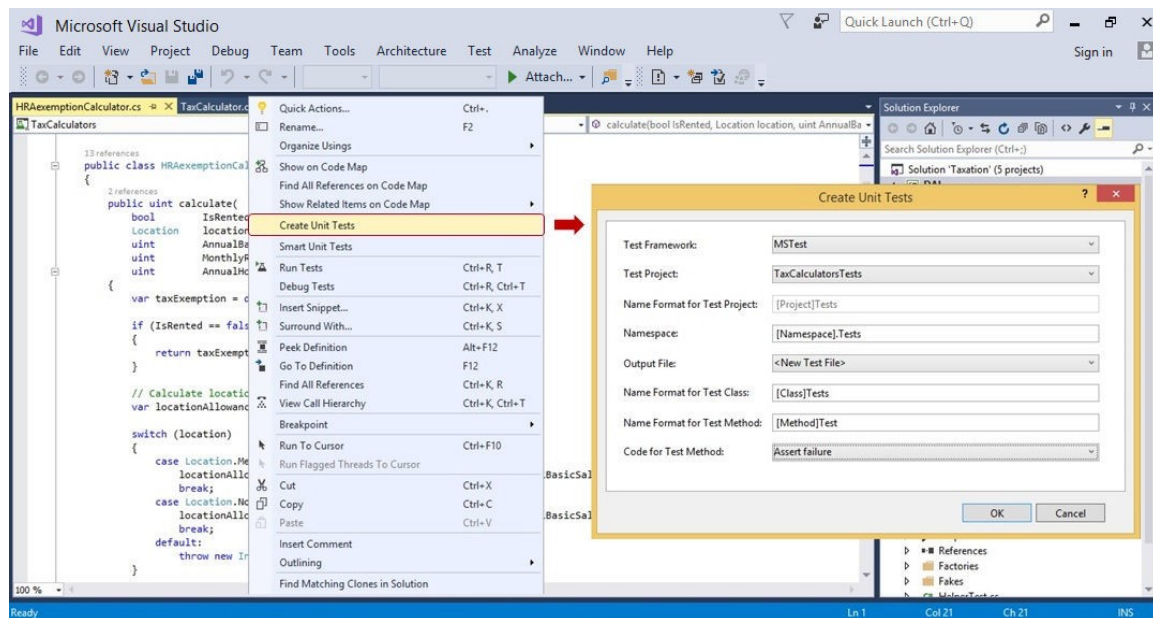 Microsoft Visual Studio
Quick Launch (Ctrl+Q)
File Edit View Project Debug Team Tools Architecture Test Analyze Window Help
Sign in
Attach...
HRAexemptionCalculator.cs TaxCalculator.c
TaxCalculators
calculate(bool IsRented, Location location, uint AnnualBa
13 references
public class HRAexemptionCal
{
2 references
public uint calculate(
bool IsRented
Location location
uint AnnualBa
uint MonthlyR
uint AnnualHo
{
var taxExemption =
if (IsRented == fals
{
return taxExempt
}
// Calculate locatio
var locationAllowanc
switch (location)
{
case Location.Me
locationAllo
BasicSal
break;
case Location.No
locationAllo
BasicSal
break;
default:
throw new In
}
100 %
Quick Actions... Ctrl+.
Rename... F2
Organize Usings
Show on Code Map
Find All References on Code Map
Show Related Items on Code Map
Create Unit Tests
Smart Unit Tests
Run Tests Ctrl+R, T
Debug Tests Ctrl+R, Ctrl+T
Insert Snippet... Ctrl+K, X
Surround With... Ctrl+K, S
Peek Definition Alt+F12
Go To Definition F12
Find All References Ctrl+K, R
View Call Hierarchy Ctrl+K, Ctrl+T
Breakpoint
Run To Cursor Ctrl+F10
Run Flagged Threads To Cursor
Cut Ctrl+X
Copy Ctrl+C
Paste Ctrl+V
Insert Comment
Outlining
Find Matching Clones in Solution
Solution Explorer
Search Solution Explorer (Ctrl+;)
Solution 'Taxation' (5 projects)
Create Unit Tests
Test Framework: MSTest
Test Project: TaxCalculatorsTests
Name Format for Test Project: [Project]Tests
Namespace: [Namespace].Tests
Output File: <New Test File>
Name Format for Test Class: [Class]Tests
Name Format for Test Method: [Method]Test
Code for Test Method: Assert failure
OK Cancel
References
Factories
Fakes
Ready Ln 1 Col 21 Ch 21 INS